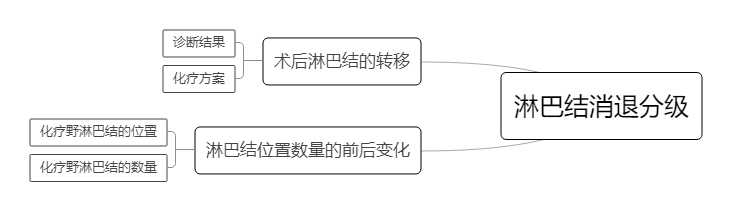 诊断结果
术后淋巴结的转移
化疗方案
淋巴结消退分级
化疗野淋巴结的位置
淋巴结位置数量的前后变化
化疗野淋巴结的数量